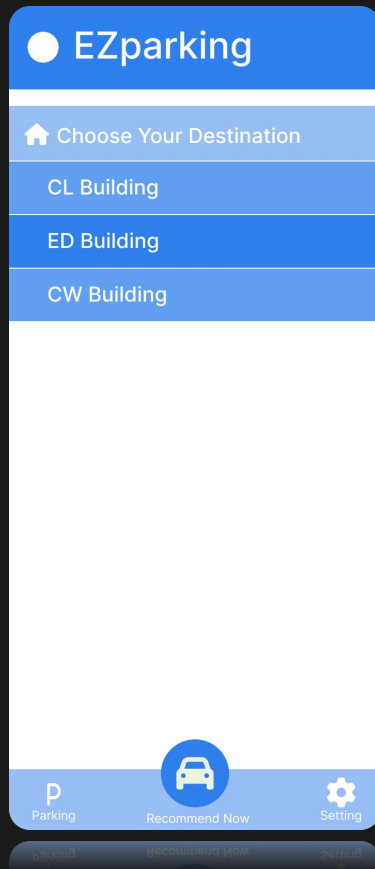 EZparking
Choose Your Destination
CL Building
ED Building
CW Building
Parking
Recommend Now
Setting